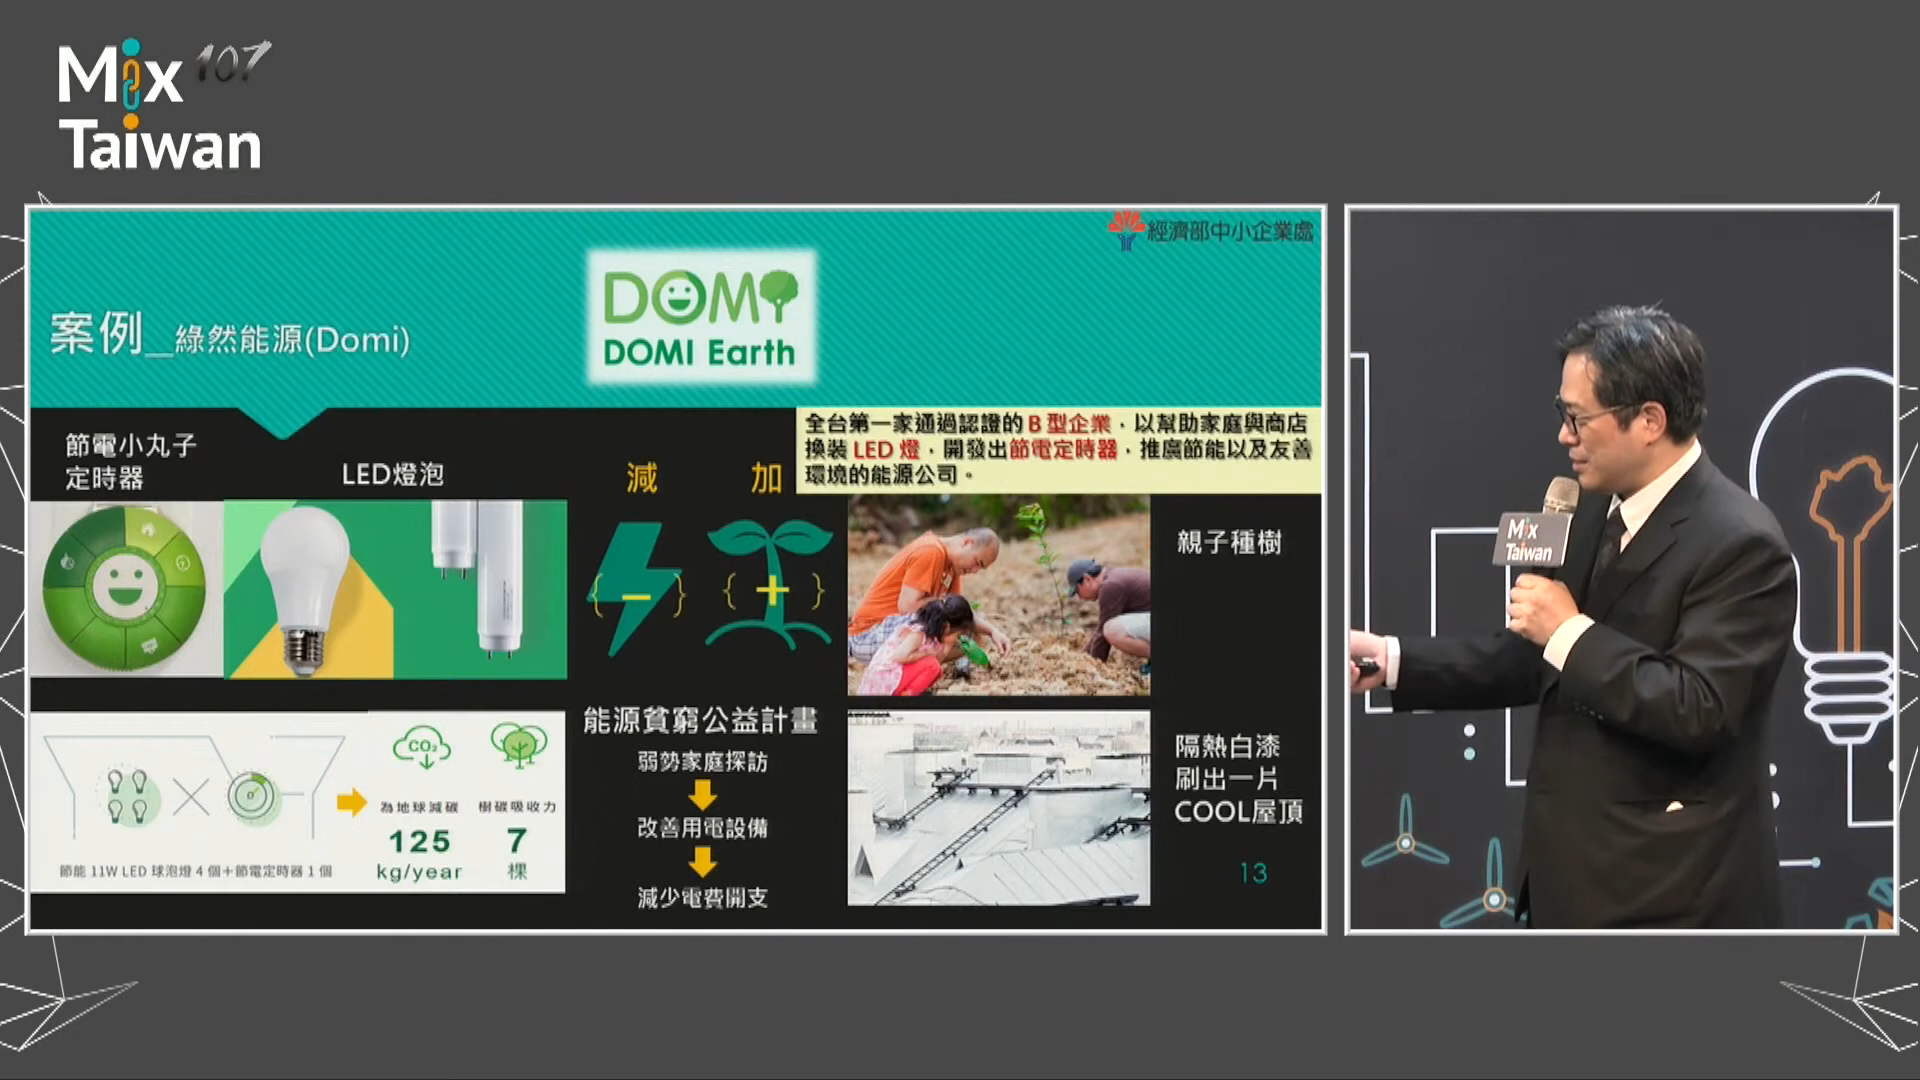 Mix 107
Taiwan
經濟部中小企業處
DOMI
DOMI Earth
案例_綠然能源(Domi)
節電小丸子
定時器
LED燈泡
減
加
全台第一家通過認證的 B 型企業，以幫助家庭與商店
換裝 LED 燈，開發出節電定時器，推廣節能以及友善
環境的能源公司。
親子種樹
CO₂
為地球減碳
125
kg/year
樹碳吸收力
7
棵
節能 11W LED 球泡燈 4 個＋節電定時器 1 個
能源貧窮公益計畫
弱勢家庭探訪
改善用電設備
減少電費開支
隔熱白漆
刷出一片
COOL屋頂
13
Mix
Taiwan